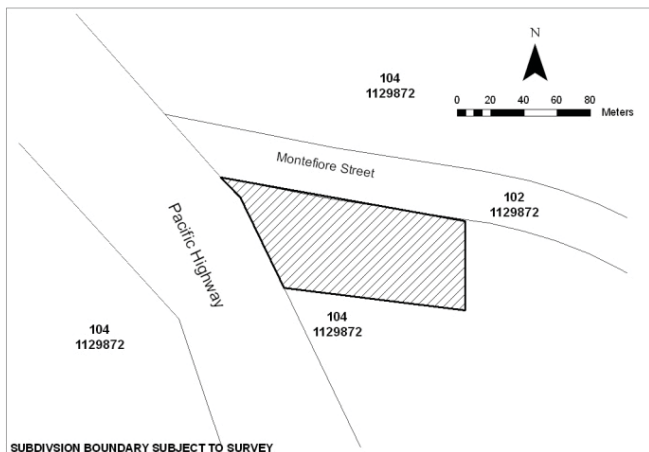 N
104
1129872
0 20 40 60 80
Meters
Montefiore Street
102
1129872
Pacific Highway
104
1129872
104
1129872
SUBDIVSION BOUNDARY SUBJECT TO SURVEY